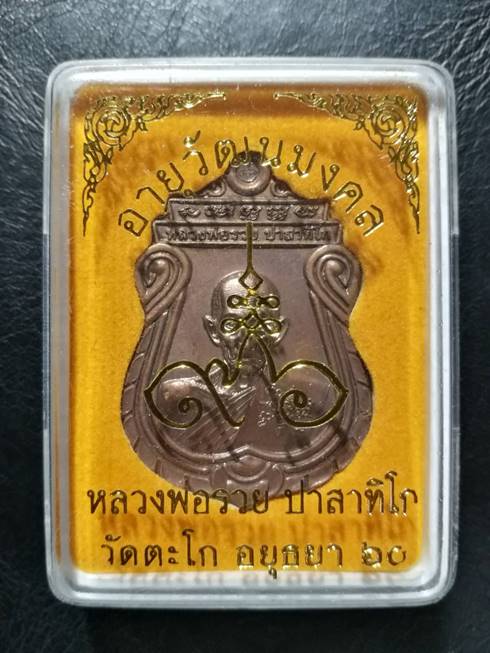 อายุวัฒนมงคล
หลวงพ่อรวย ปาสาทิโก
หลวงพ่อรวย ปาสาทิโก
วัดตะโก อยุธยา ๖๐